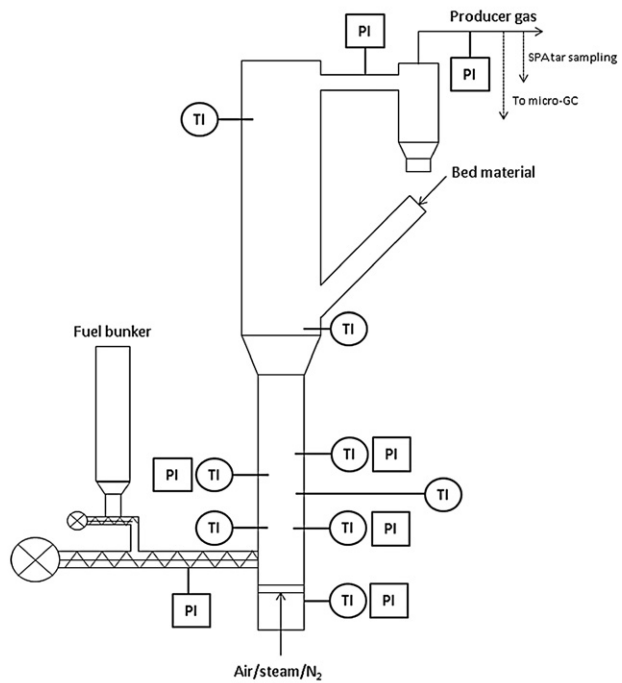 Producer gas
PI
PI
SPA tar sampling
To micro-GC
TI
Bed material
TI
Fuel bunker
TI PI
PI TI
TI
TI
TI PI
PI
TI PI
Air/steam/N₂